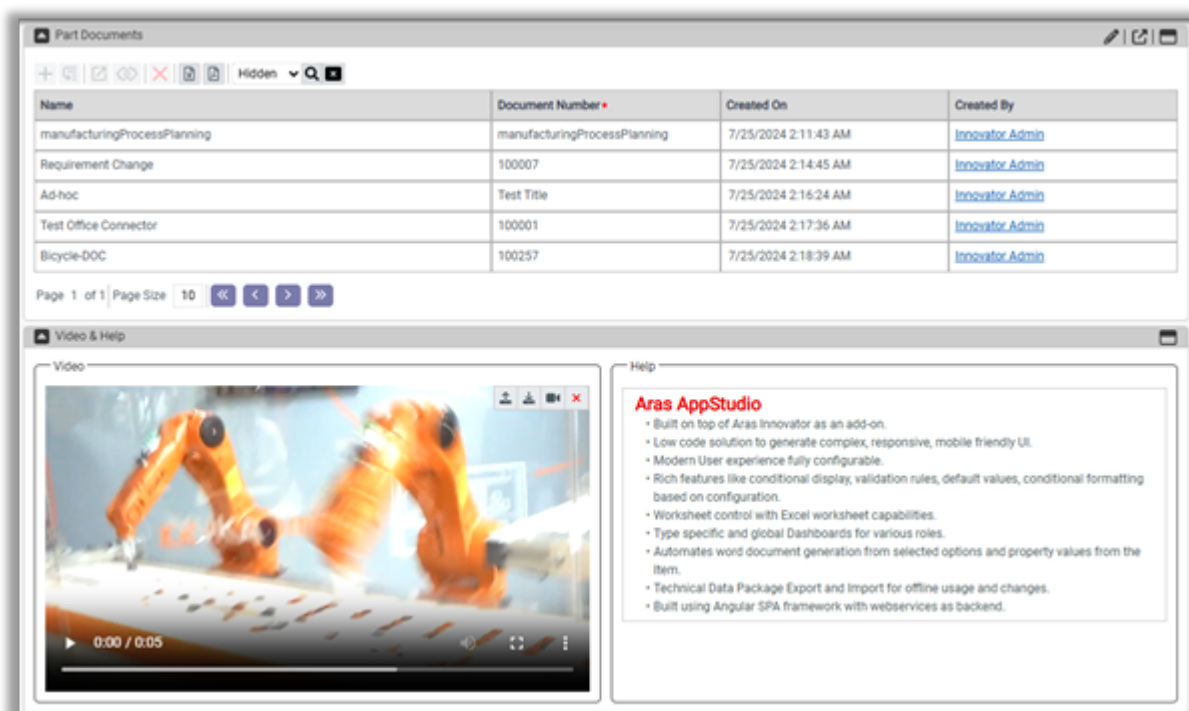 Part Documents
Hidden
Name Document Number• Created On Created By
manufacturingProcessPlanning manufacturingProcessPlanning 7/25/2024 2:11:43 AM Innovator Admin
Requirement Change 100007 7/25/2024 2:14:45 AM Innovator Admin
Ad-hoc Test Title 7/25/2024 2:16:24 AM Innovator Admin
Test Office Connector 100001 7/25/2024 2:17:36 AM Innovator Admin
Bicycle-DOC 100257 7/25/2024 2:18:39 AM Innovator Admin
Page 1 of 1 Page Size 10
Video & Help
Video
0:00 / 0:05
Help
Aras AppStudio
• Built on top of Aras Innovator as an add-on.
• Low code solution to generate complex, responsive, mobile friendly UI.
• Modern User experience fully configurable.
• Rich features like conditional display, validation rules, default values, conditional formatting
based on configuration.
• Worksheet control with Excel worksheet capabilities.
• Type specific and global Dashboards for various roles.
• Automates word document generation from selected options and property values from the
Item.
• Technical Data Package Export and Import for offline usage and changes.
• Built using Angular SPA framework with webservices as backend.